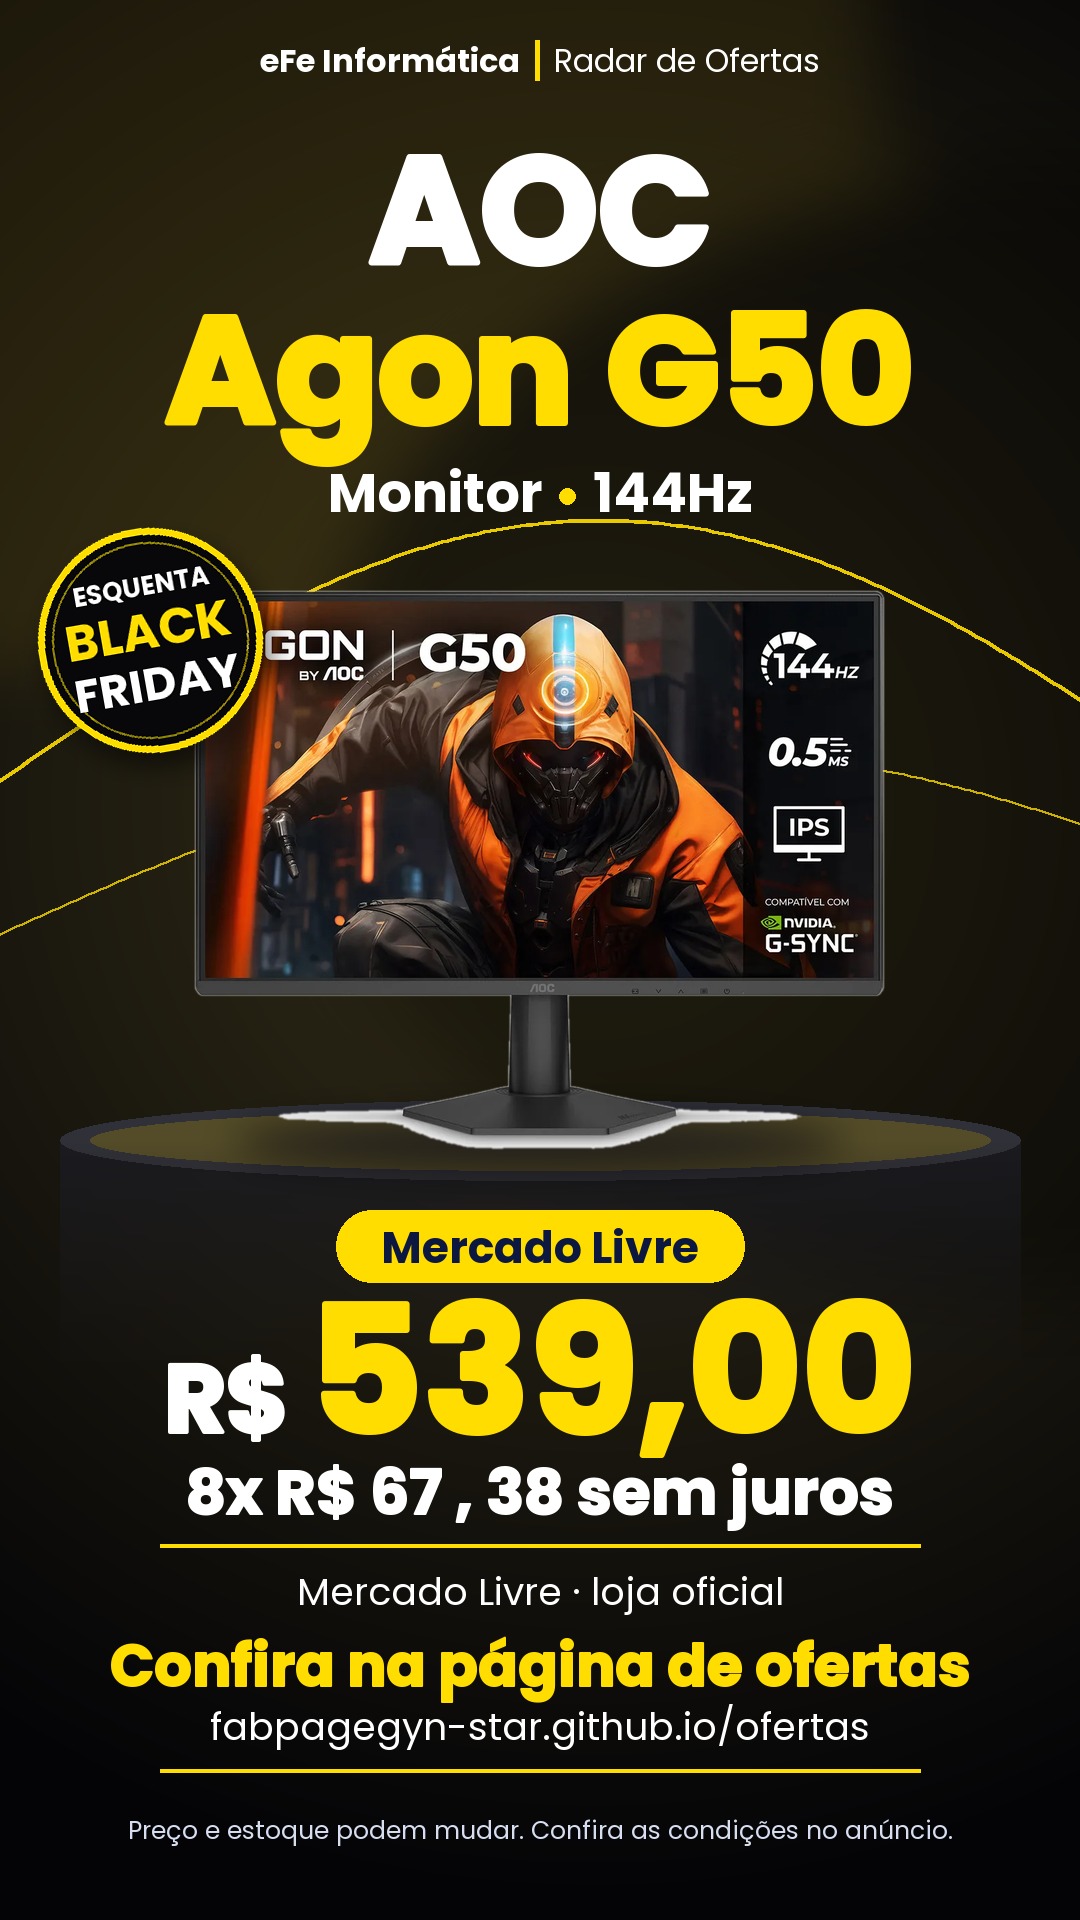 eFe Informática | Radar de Ofertas
AOC
Agon G50
Monitor • 144Hz
ESQUENTA
BLACK
FRIDAY
GON | G50
BY AOC
144HZ
0.5MS
IPS
COMPATÍVEL COM
NVIDIA.
G-SYNC
AOC
Mercado Livre
R$ 539,00
8x R$ 67 , 38 sem juros
Mercado Livre · loja oficial
Confira na página de ofertas
fabpagegyn-star.github.io/ofertas
Preço e estoque podem mudar. Confira as condições no anúncio.